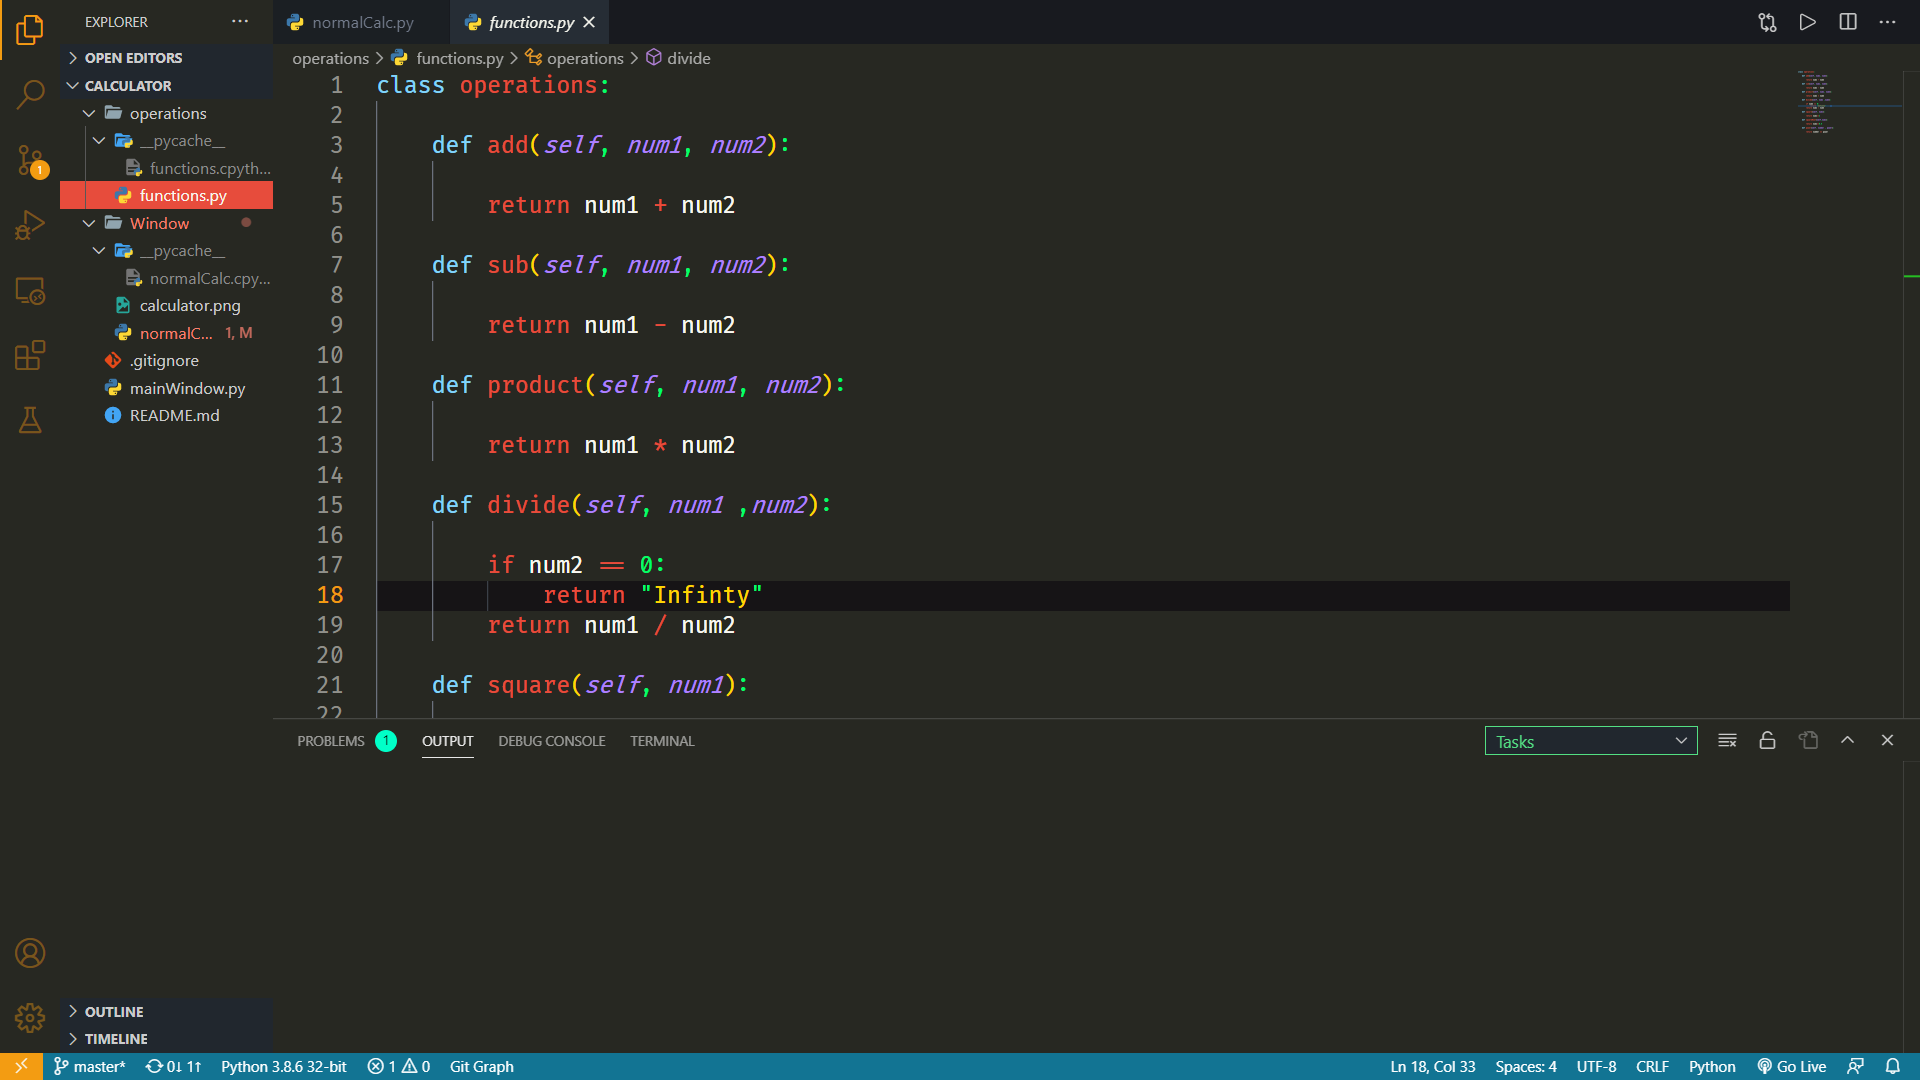 EXPLORER
OPEN EDITORS
CALCULATOR
operations
__pycache__
functions.cpyth...
functions.py
Window
__pycache__
normalCalc.cpy...
calculator.png
normalC... 1, M
.gitignore
mainWindow.py
README.md
OUTLINE
TIMELINE
1
normalCalc.py
functions.py
operations > functions.py > operations > divide
1 class operations:
2
3 def add(self, num1, num2):
4
5 return num1 + num2
6
7 def sub(self, num1, num2):
8
9 return num1 - num2
10
11 def product(self, num1, num2):
12
13 return num1 * num2
14
15 def divide(self, num1 ,num2):
16
17 if num2 == 0:
18 return "Infinty"
19 return num1 / num2
20
21 def square(self, num1):
22
PROBLEMS 1 OUTPUT DEBUG CONSOLE TERMINAL
Tasks
master* 0↓ 1↑ Python 3.8.6 32-bit 1 0 Git Graph
Ln 18, Col 33 Spaces: 4 UTF-8 CRLF Python Go Live